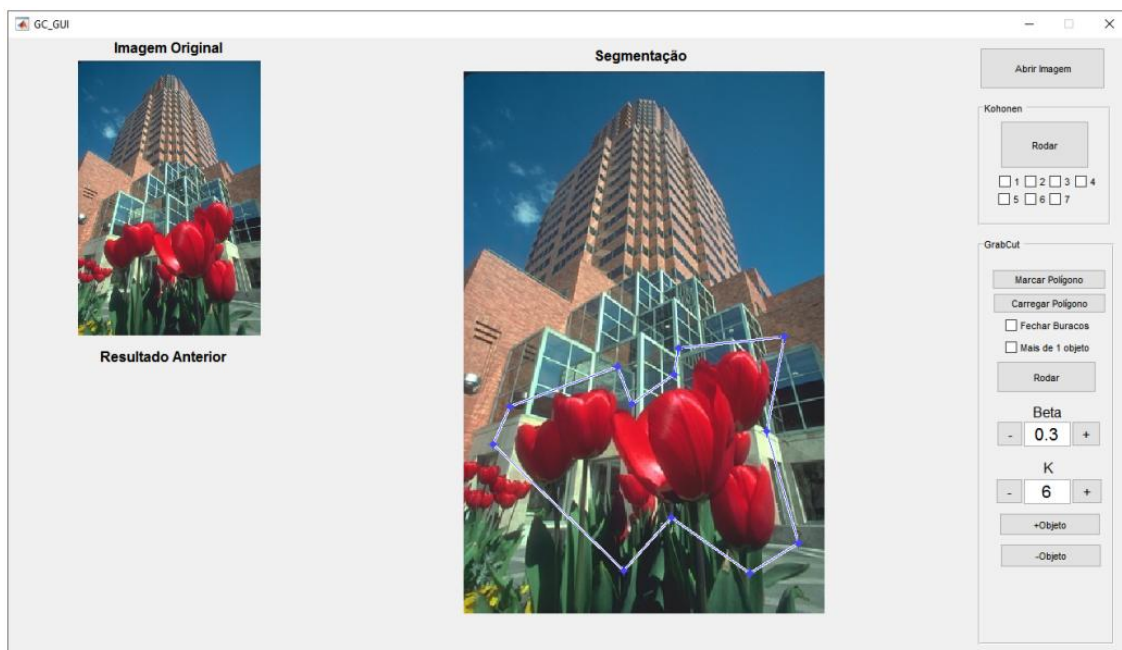 GC_GUI
Imagem Original
Segmentação
Resultado Anterior
Abrir Imagem
Kohonen
Rodar
1 2 3 4
5 6 7
GrabCut
Marcar Polígono
Carregar Polígono
Fechar Buracos
Mais de 1 objeto
Rodar
Beta
- 0.3 +
K
- 6 +
+Objeto
-Objeto